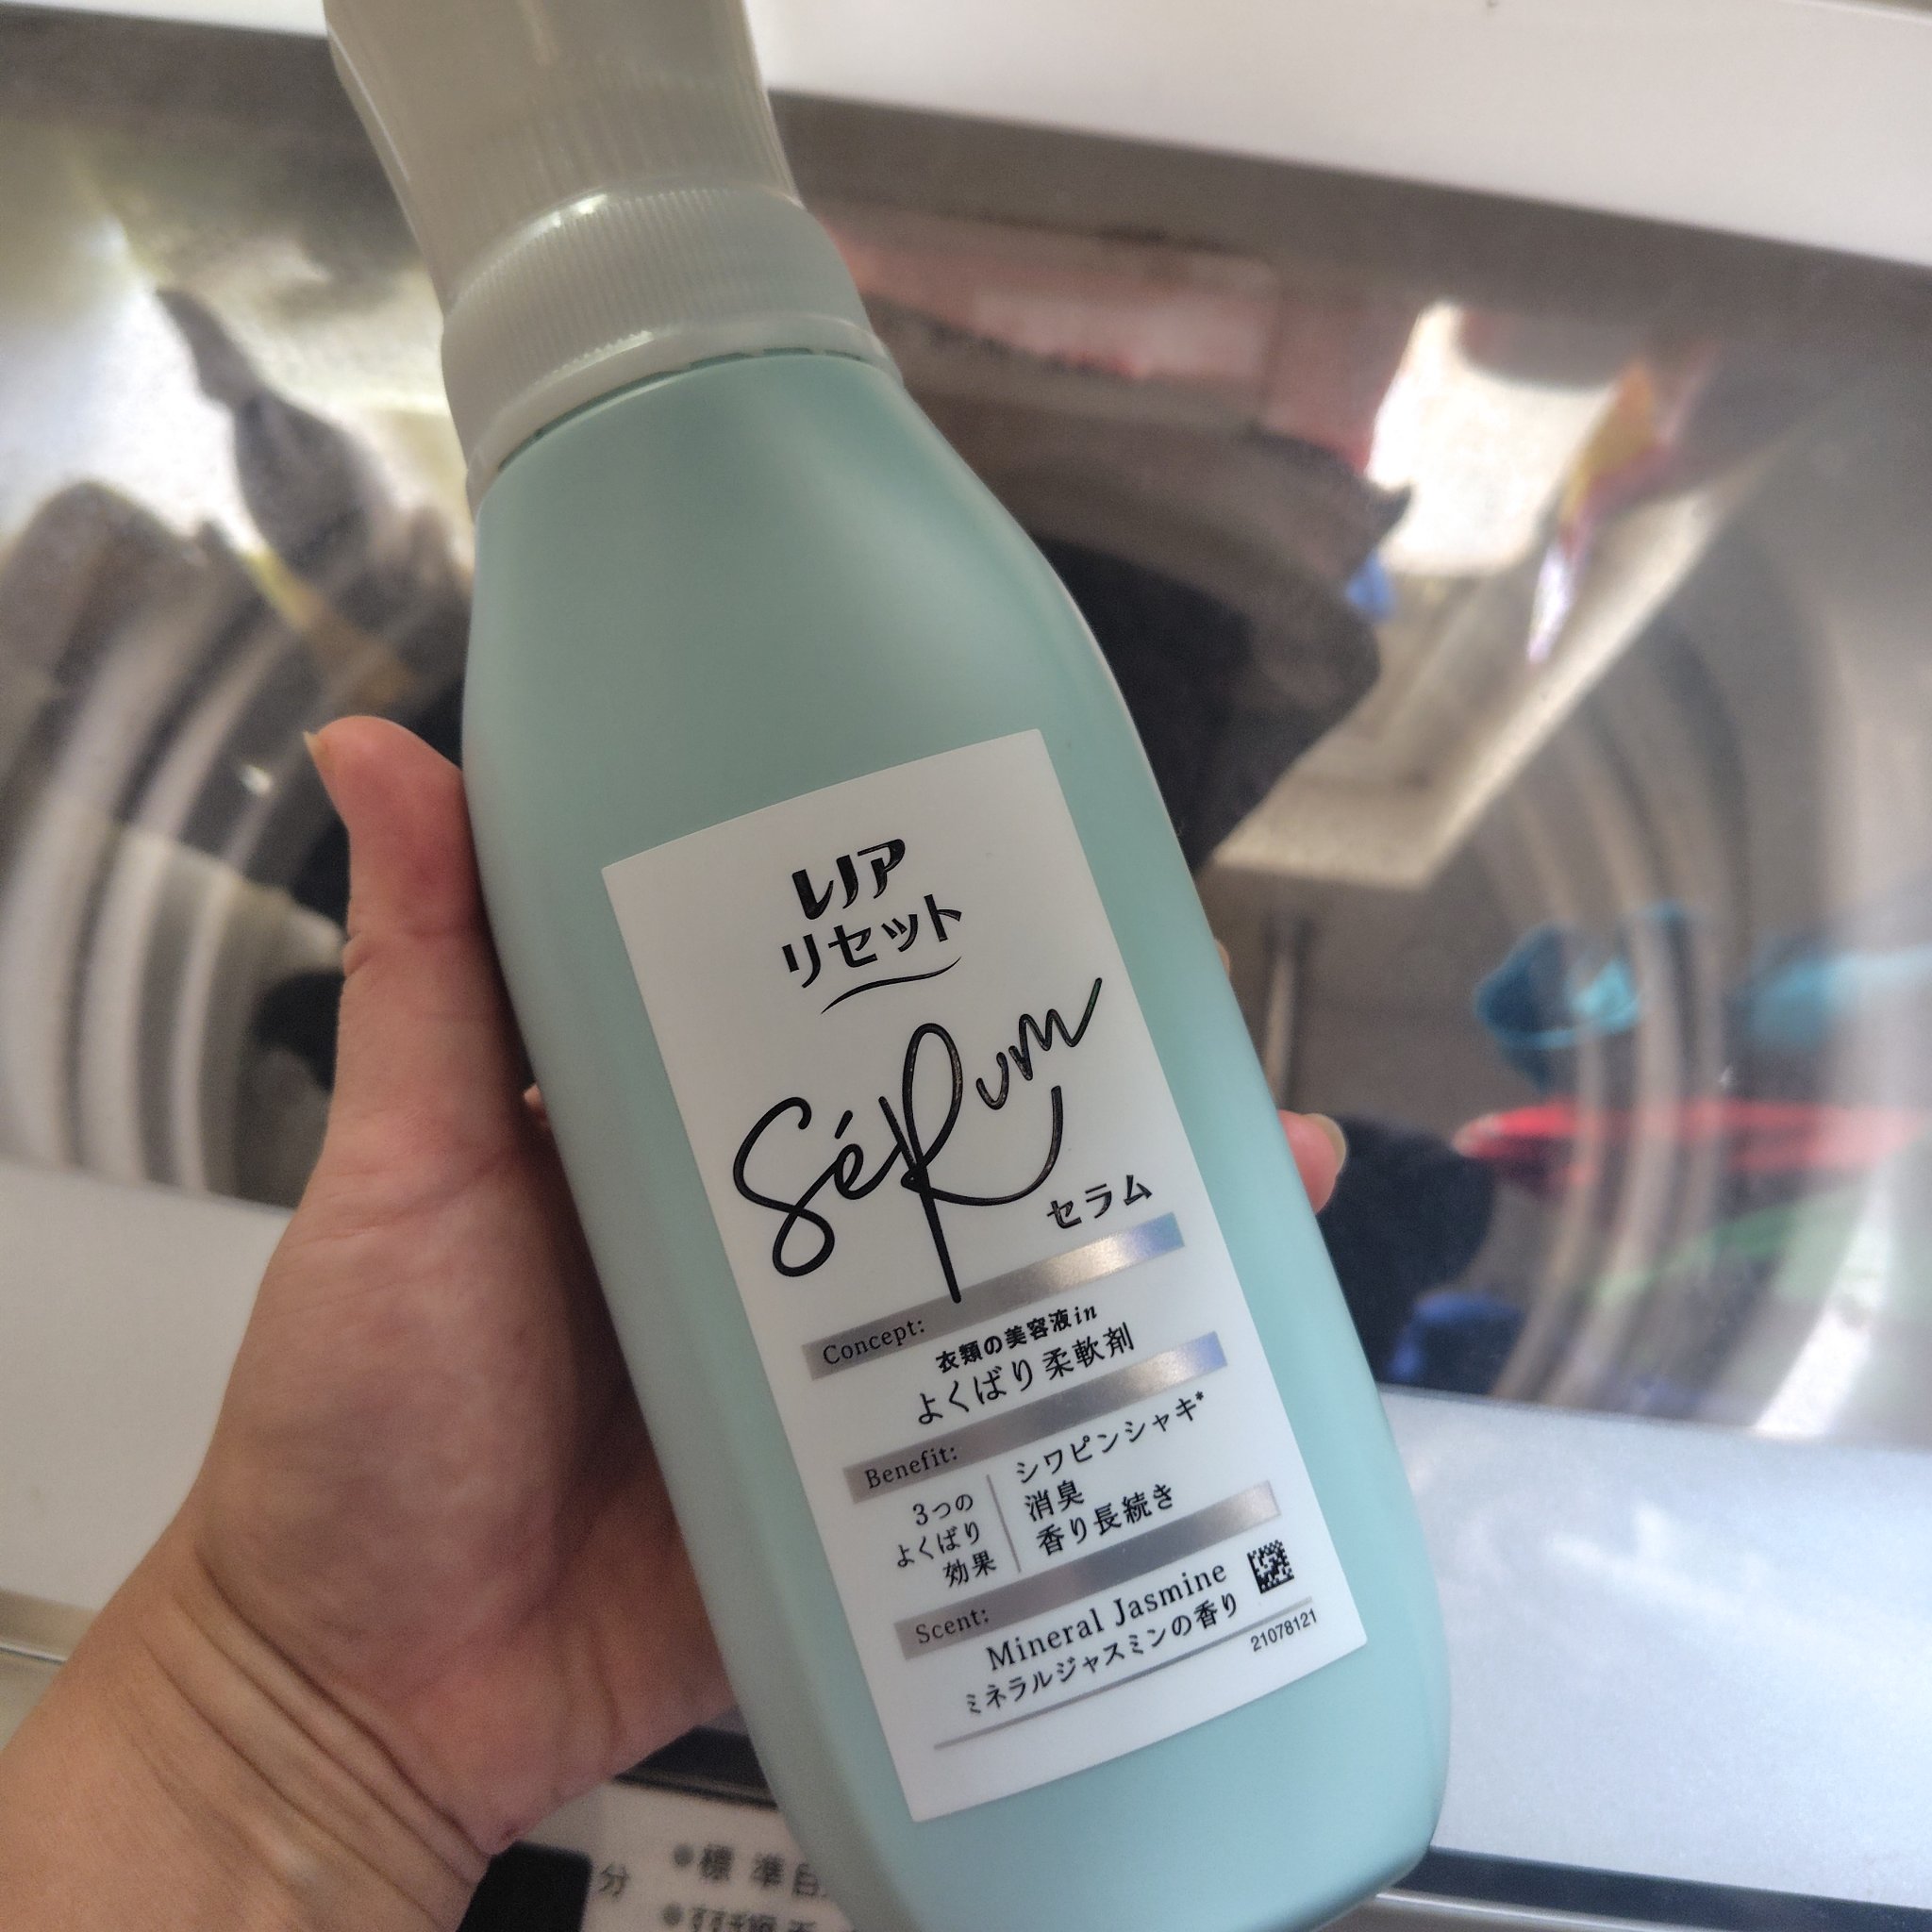 レノア
リセット
SéRum
セラム
Concept:
衣類の美容液in
よくばり柔軟剤
Benefit:
3つの
よくばり
効果
シワピンシャキ*
消臭
香り長続き
Scent:
Mineral Jasmine
ミネラルジャスミンの香り
21078121
分
標準